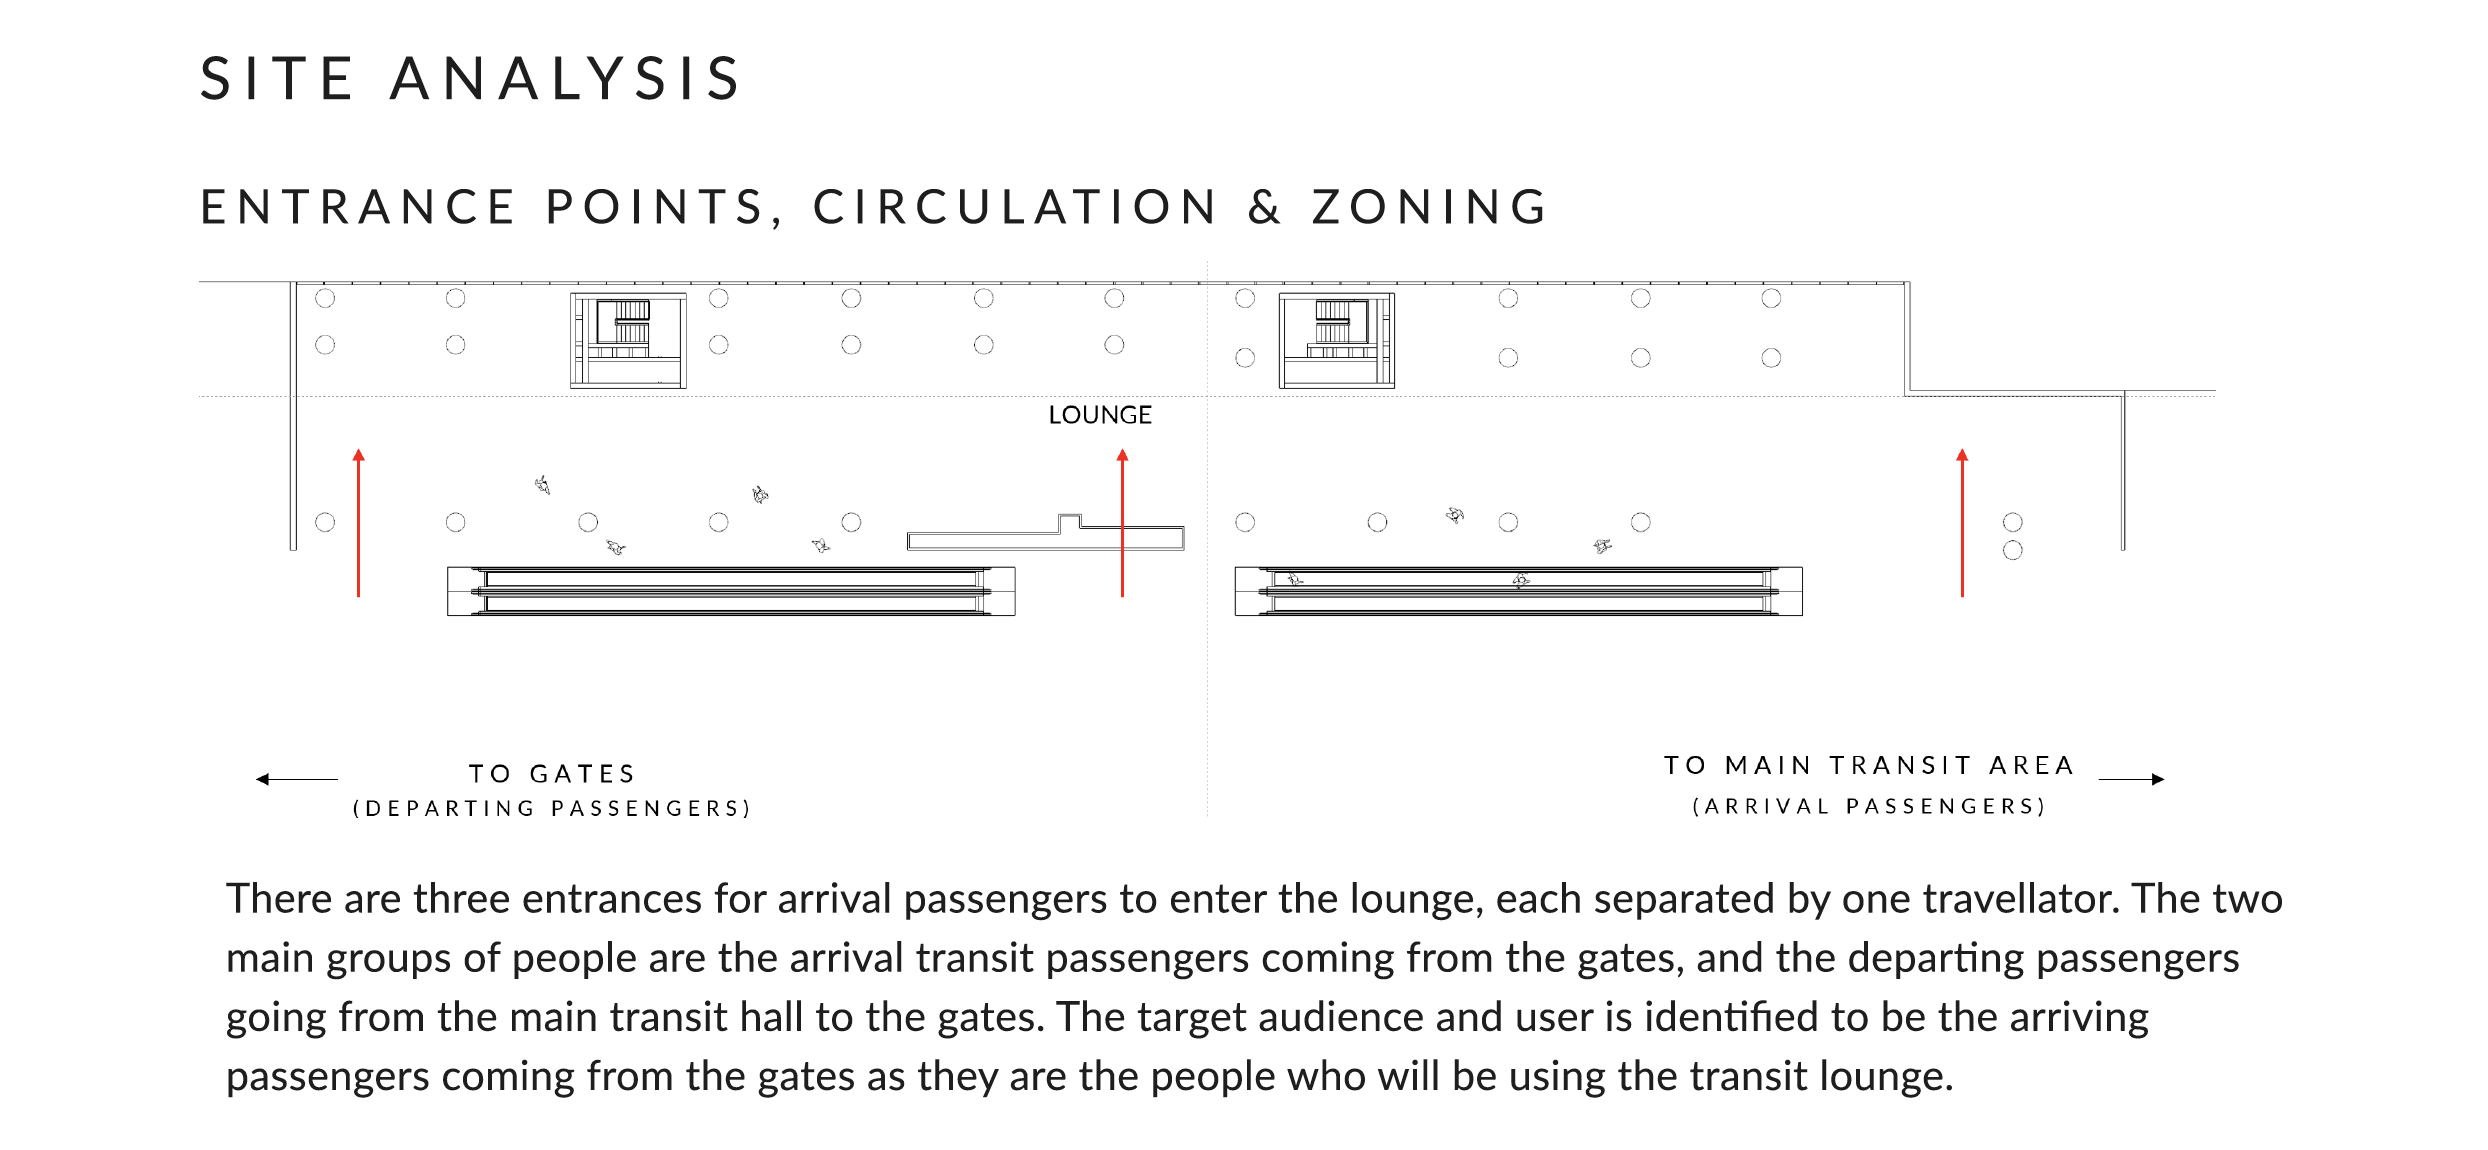 SITE ANALYSIS
ENTRANCE POINTS, CIRCULATION & ZONING
LOUNGE
TO GATES
(DEPARTING PASSENGERS)
TO MAIN TRANSIT AREA
(ARRIVAL PASSENGERS)
There are three entrances for arrival passengers to enter the lounge, each separated by one travellator. The two
main groups of people are the arrival transit passengers coming from the gates, and the departing passengers
going from the main transit hall to the gates. The target audience and user is identified to be the arriving
passengers coming from the gates as they are the people who will be using the transit lounge.